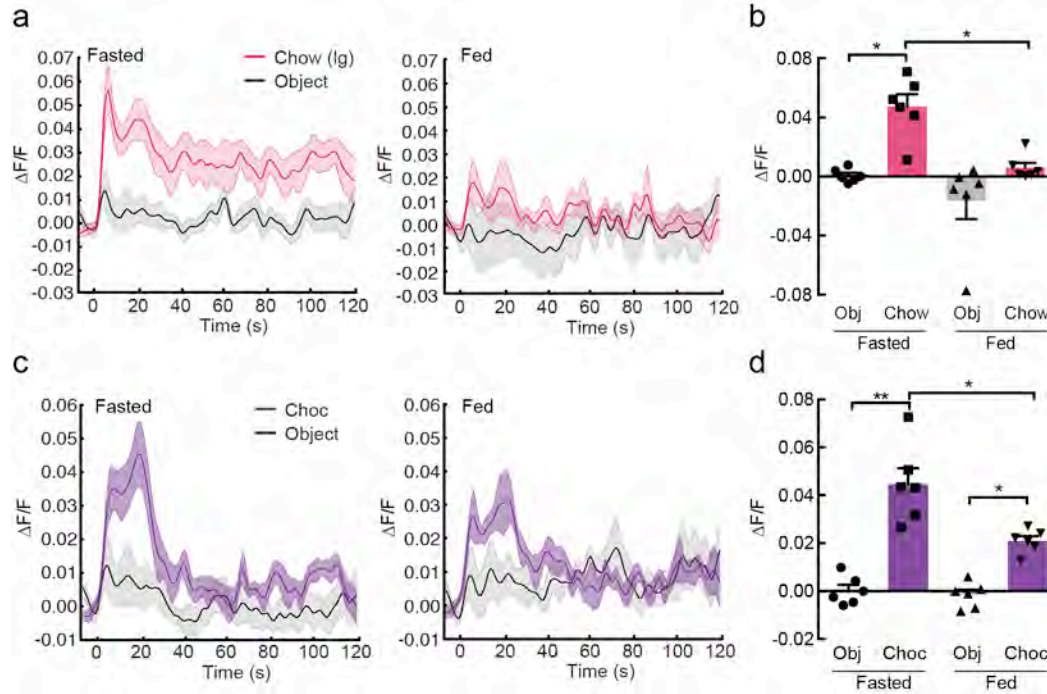 a
Fasted
Chow (Ig)
Object
ΔF/F
0.07
0.06
0.05
0.04
0.03
0.02
0.01
0.00
-0.01
-0.02
-0.03
0 20 40 60 80 100 120
Time (s)
Fed
0.07
0.06
0.05
0.04
0.03
0.02
0.01
0.00
-0.01
-0.02
-0.03
0 20 40 60 80 100 120
Time (s)
b
* *
ΔF/F
0.08
0.04
0.00
-0.04
-0.08
Obj Chow Obj Chow
Fasted Fed
c
Fasted
Choc
Object
ΔF/F
0.06
0.05
0.04
0.03
0.02
0.01
0.00
-0.01
0 20 40 60 80 100 120
Time (s)
Fed
ΔF/F
0.06
0.05
0.04
0.03
0.02
0.01
0.00
-0.01
0 20 40 60 80 100 120
Time (s)
d
** *
*
ΔF/F
0.08
0.06
0.04
0.02
0.00
-0.02
Obj Choc Obj Choc
Fasted Fed